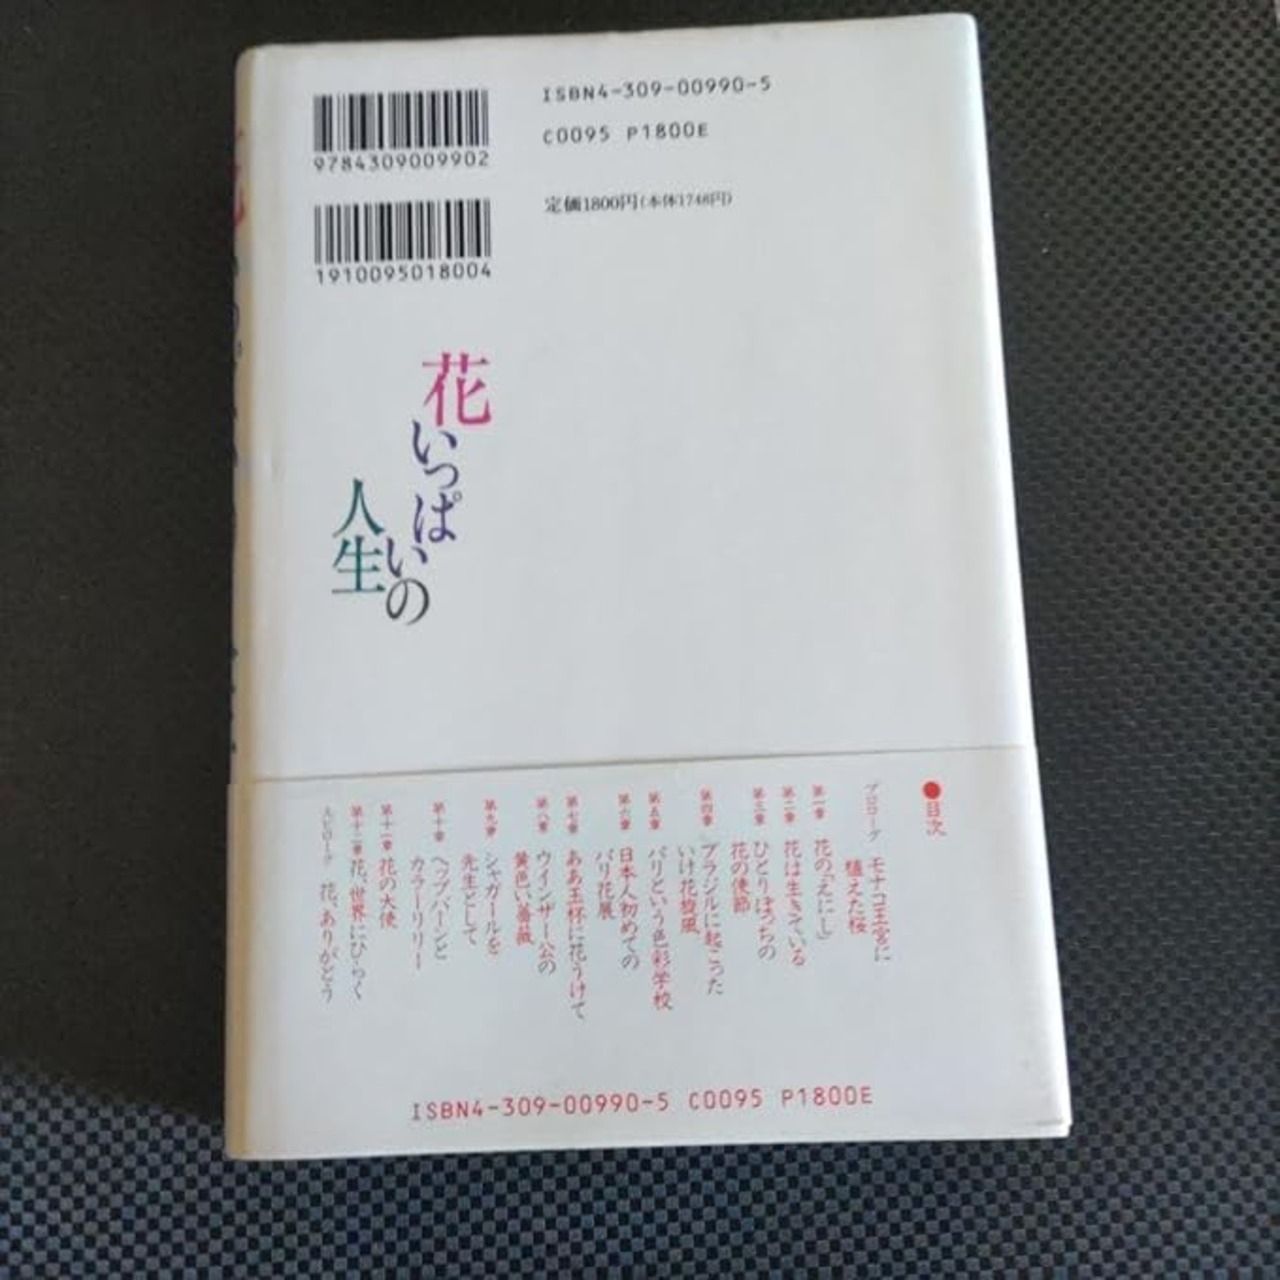 ISBN4-309-00990-5
C0095 P1800E
9784309009902
定価1800円(本体1748円)
1910095018004
花
いっぱいの
人生
●目次
プロローグ モナコ王宮に
植えた桜
第一章 花の「えにし」
第二章 花は生きている
第三章 ひとりぼっちの
花の使節
第四章 ブラジルに起こった
いけ花旋風
第五章 パリという色彩学校
第六章 日本人初めての
パリ花展
第七章 ああ玉杯に花うけて
第八章 ウインザー公の
黄色い薔薇
第九章 シャガールを
先生として
第十章 ヘップバーンと
カラーリリー
第十一章 花の大使
第十二章 花、世界にひらく
エピローグ 花、ありがとう
ISBN4-309-00990-5 C0095 P1800E